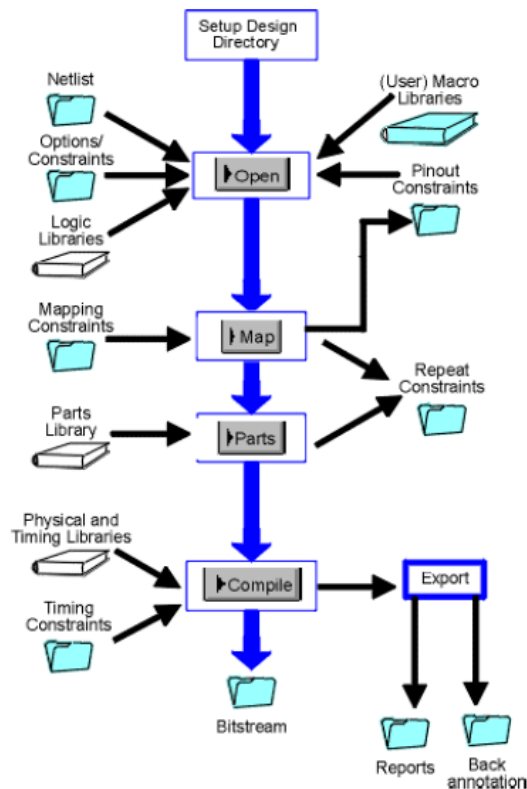 Setup Design
Directory
Netlist
(User) Macro
Libraries
Options/
Constraints
Open
Pinout
Constraints
Logic
Libraries
Mapping
Constraints
Map
Repeat
Constraints
Parts
Library
Parts
Physical and
Timing Libraries
Compile
Export
Timing
Constraints
Bitstream
Reports
Back
annotation